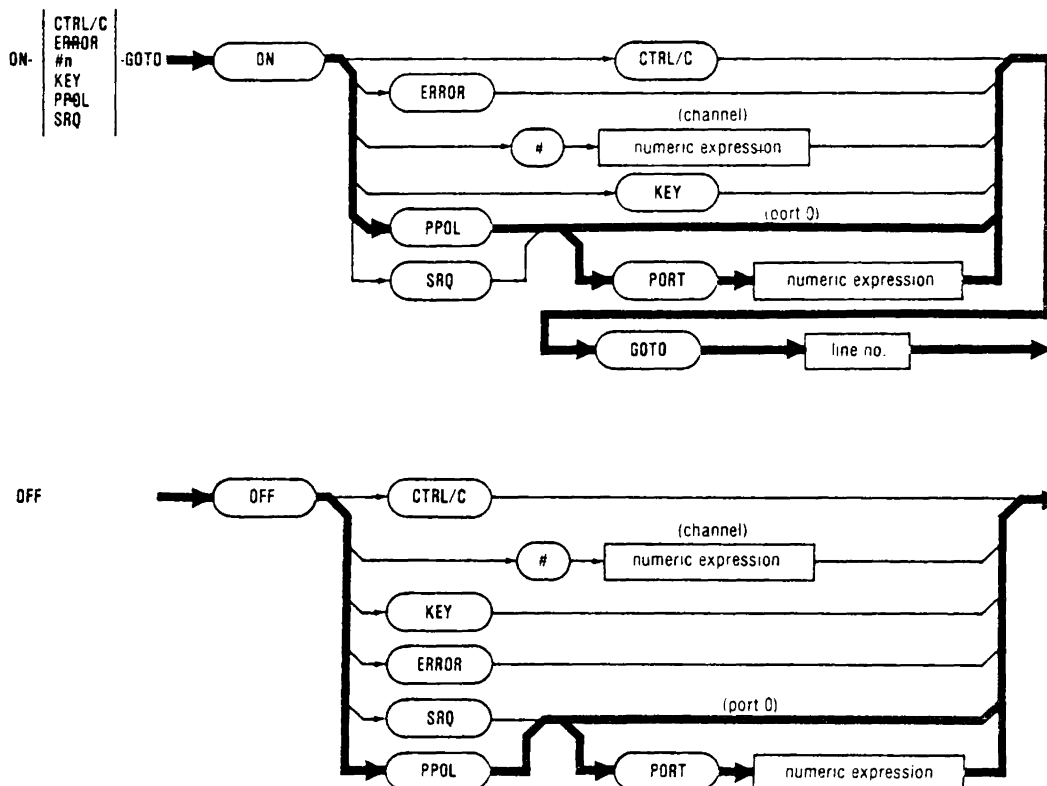 CTRL/C
ERROR
ON- #n -GOTO
KEY
PPOL
SRQ
ON
CTRL/C
ERROR
(channel)
# numeric expression
KEY
PPOL (port 0)
SRQ PORT numeric expression
GOTO line no.
OFF OFF CTRL/C
(channel)
# numeric expression
KEY
ERROR
SRQ (port 0)
PPOL PORT numeric expression